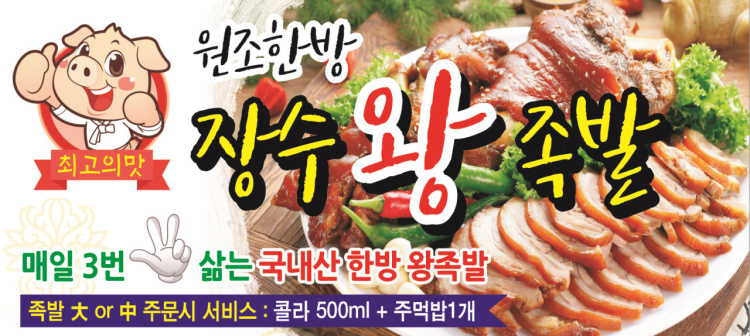 원조한방
장수왕족발
최고의맛
매일 3번 삶는 국내산 한방 왕족발
족발 大 or 中 주문시 서비스 : 콜라 500ml + 주먹밥1개